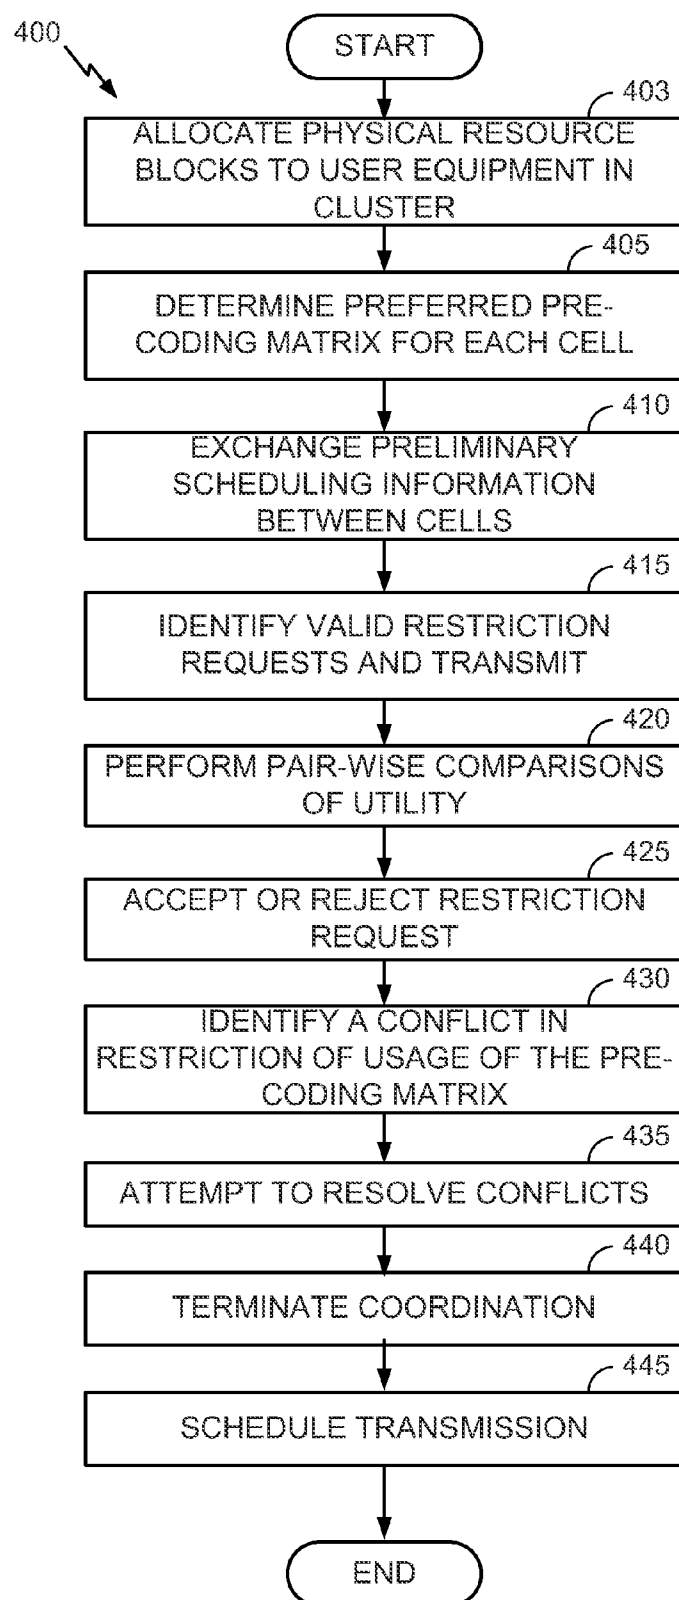 400
START
403
ALLOCATE PHYSICAL RESOURCE
BLOCKS TO USER EQUIPMENT IN
CLUSTER
405
DETERMINE PREFERRED PRE-
CODING MATRIX FOR EACH CELL
410
EXCHANGE PRELIMINARY
SCHEDULING INFORMATION
BETWEEN CELLS
415
IDENTIFY VALID RESTRICTION
REQUESTS AND TRANSMIT
420
PERFORM PAIR-WISE COMPARISONS
OF UTILITY
425
ACCEPT OR REJECT RESTRICTION
REQUEST
430
IDENTIFY A CONFLICT IN
RESTRICTION OF USAGE OF THE PRE-
CODING MATRIX
435
ATTEMPT TO RESOLVE CONFLICTS
440
TERMINATE COORDINATION
445
SCHEDULE TRANSMISSION
END